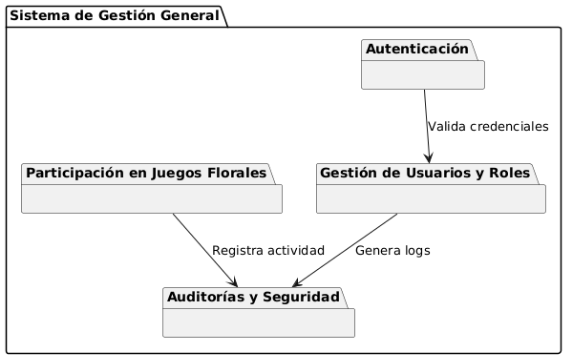 Sistema de Gestión General
Autenticación
Valida credenciales
Participación en Juegos Florales
Gestión de Usuarios y Roles
Registra actividad
Genera logs
Auditorías y Seguridad